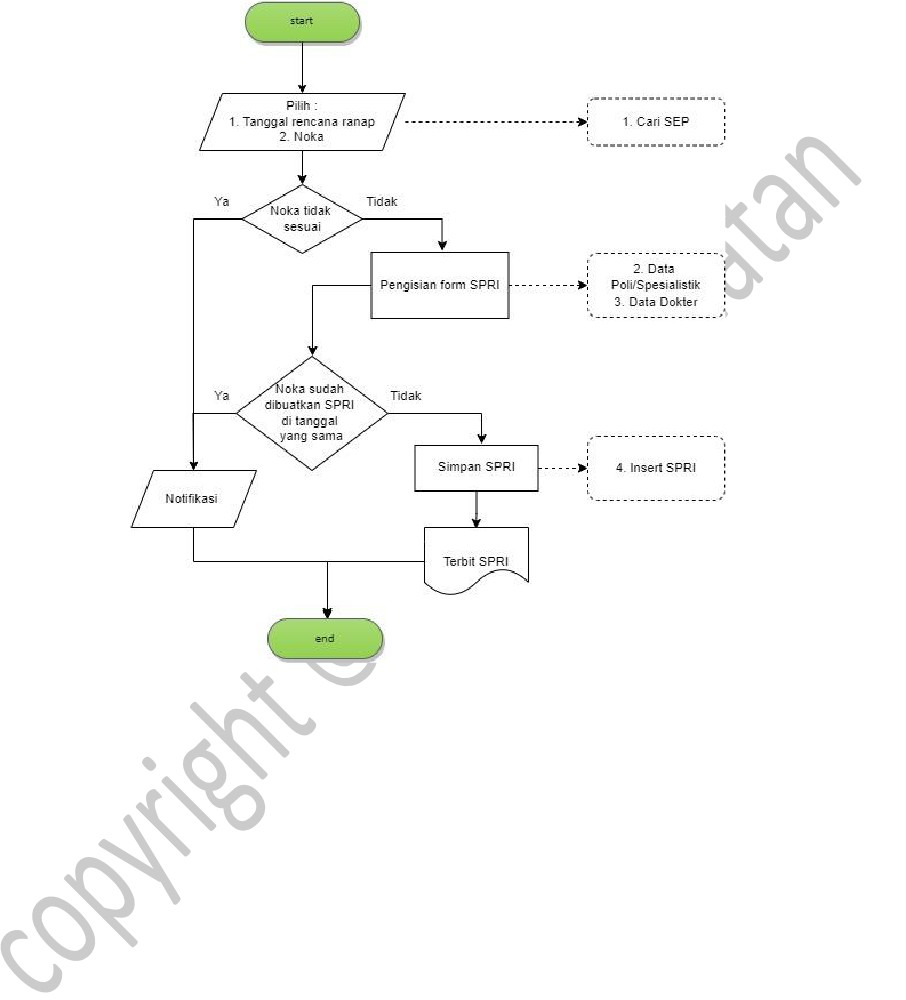 start
Pilih :
1. Tanggal rencana ranap
2. Noka
1. Cari SEP
Ya
Noka tidak
sesuai
Tidak
Pengisian form SPRI
2. Data
Poli/Spesialistik
3. Data Dokter
Ya
Noka sudah
dibuatkan SPRI
di tanggal
yang sama
Tidak
Simpan SPRI
4. Insert SPRI
Notifikasi
Terbit SPRI
end
copyright ©